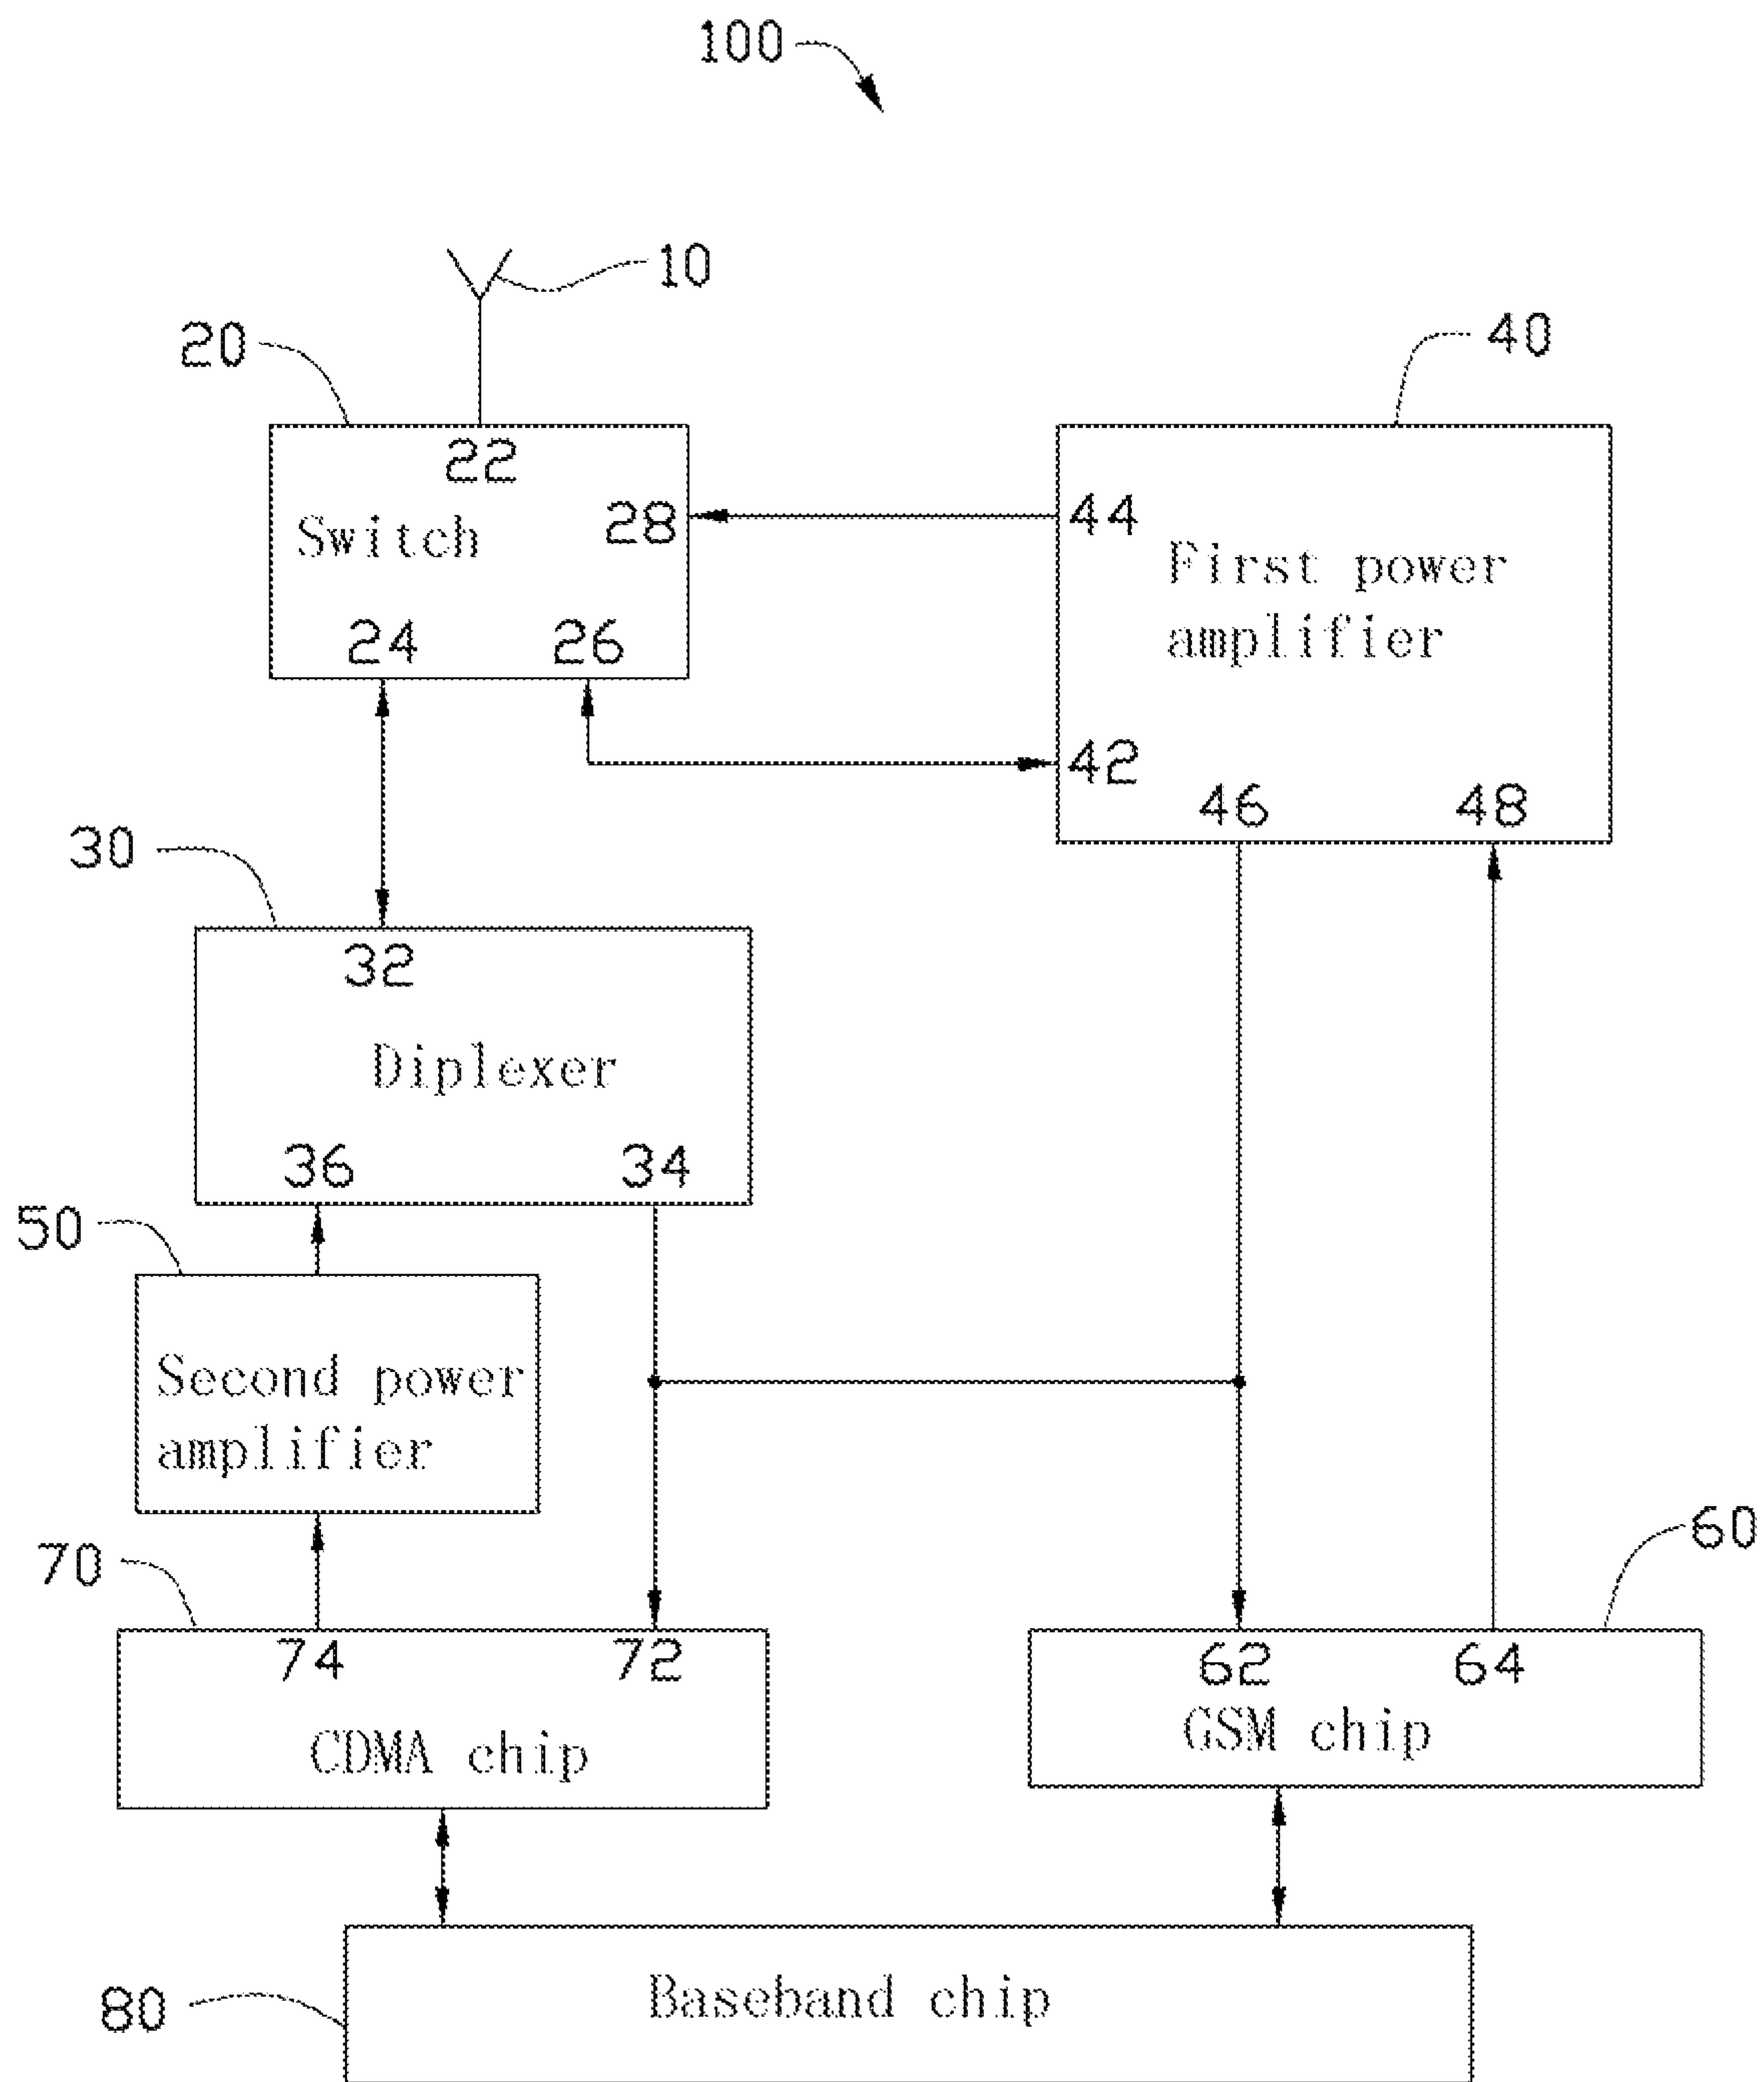 100
10
20
40
22
28
44
Switch
First power
amplifier
24
26
42
46
48
30
32
Diplexer
36
34
50
Second power
amplifier
60
70
74
72
62
64
CDMA chip
GSM chip
80
Baseband chip